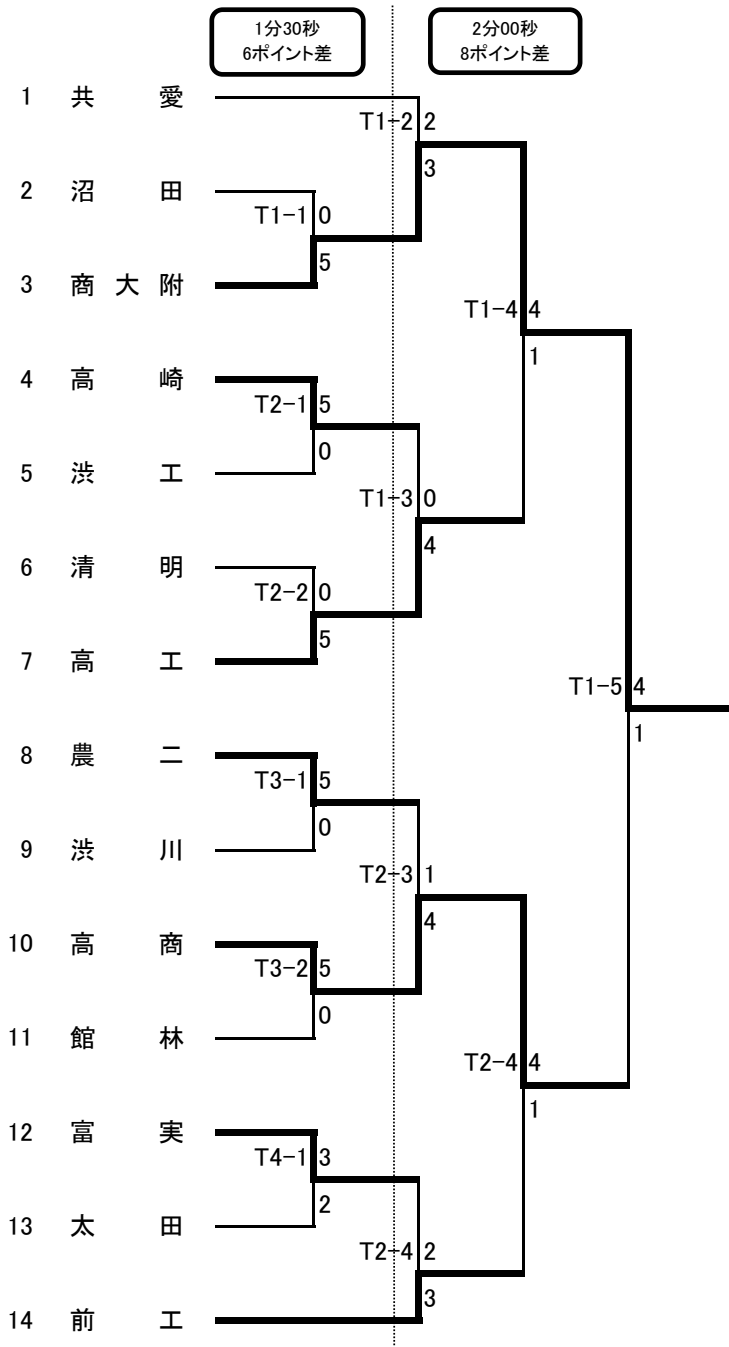 1分30秒
6ポイント差
2分00秒
8ポイント差
1 共 愛
T1-2 2
3
2 沼 田
T1-1 0
5
3 商 大 附
T1-4 4
1
4 高 崎
T2-1 5
0
5 渋 工
T1-3 0
4
6 清 明
T2-2 0
5
7 高 工
T1-5 4
1
8 農 二
T3-1 5
0
9 渋 川
T2-3 1
4
10 高 商
T3-2 5
0
11 館 林
T2-4 4
1
12 富 実
T4-1 3
2
13 太 田
T2-4 2
3
14 前 工